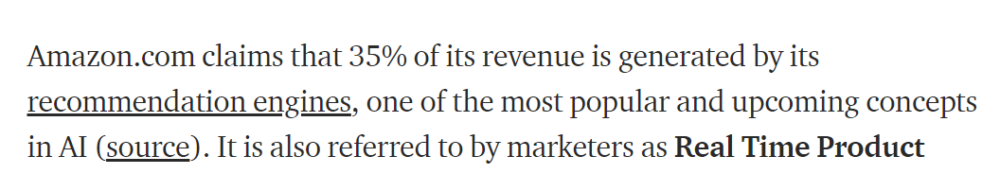 Amazon.com claims that 35% of its revenue is generated by its
recommendation engines, one of the most popular and upcoming concepts
in AI (source). It is also referred to by marketers as Real Time Product